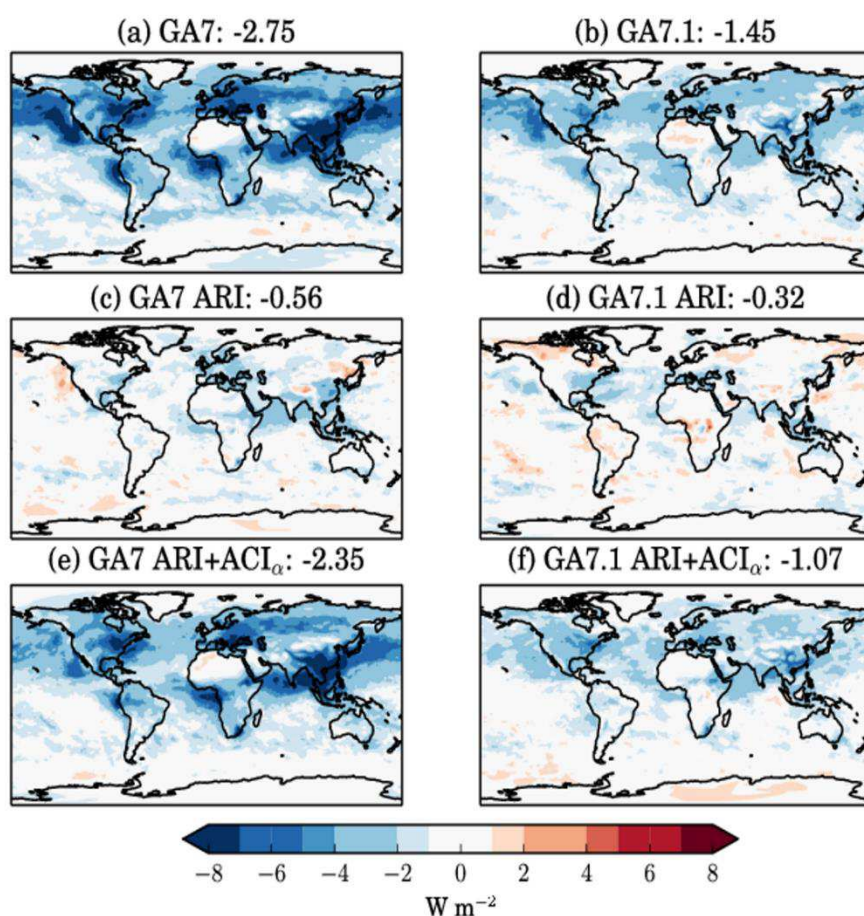 (a) GA7: -2.75
(b) GA7.1: -1.45
(c) GA7 ARI: -0.56
(d) GA7.1 ARI: -0.32
(e) GA7 ARI+ACIα: -2.35
(f) GA7.1 ARI+ACIα: -1.07
−8 −6 −4 −2 0 2 4 6 8
W m−2